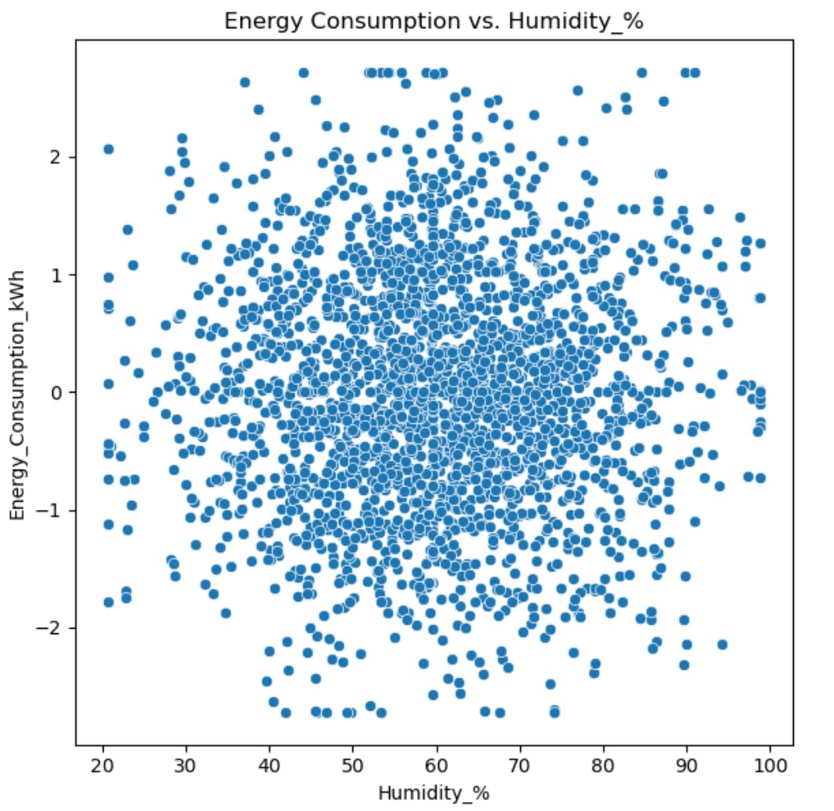 Energy Consumption vs. Humidity_%
Energy_Consumption_kWh
2
1
0
−1
−2
20 30 40 50 60 70 80 90 100
Humidity_%